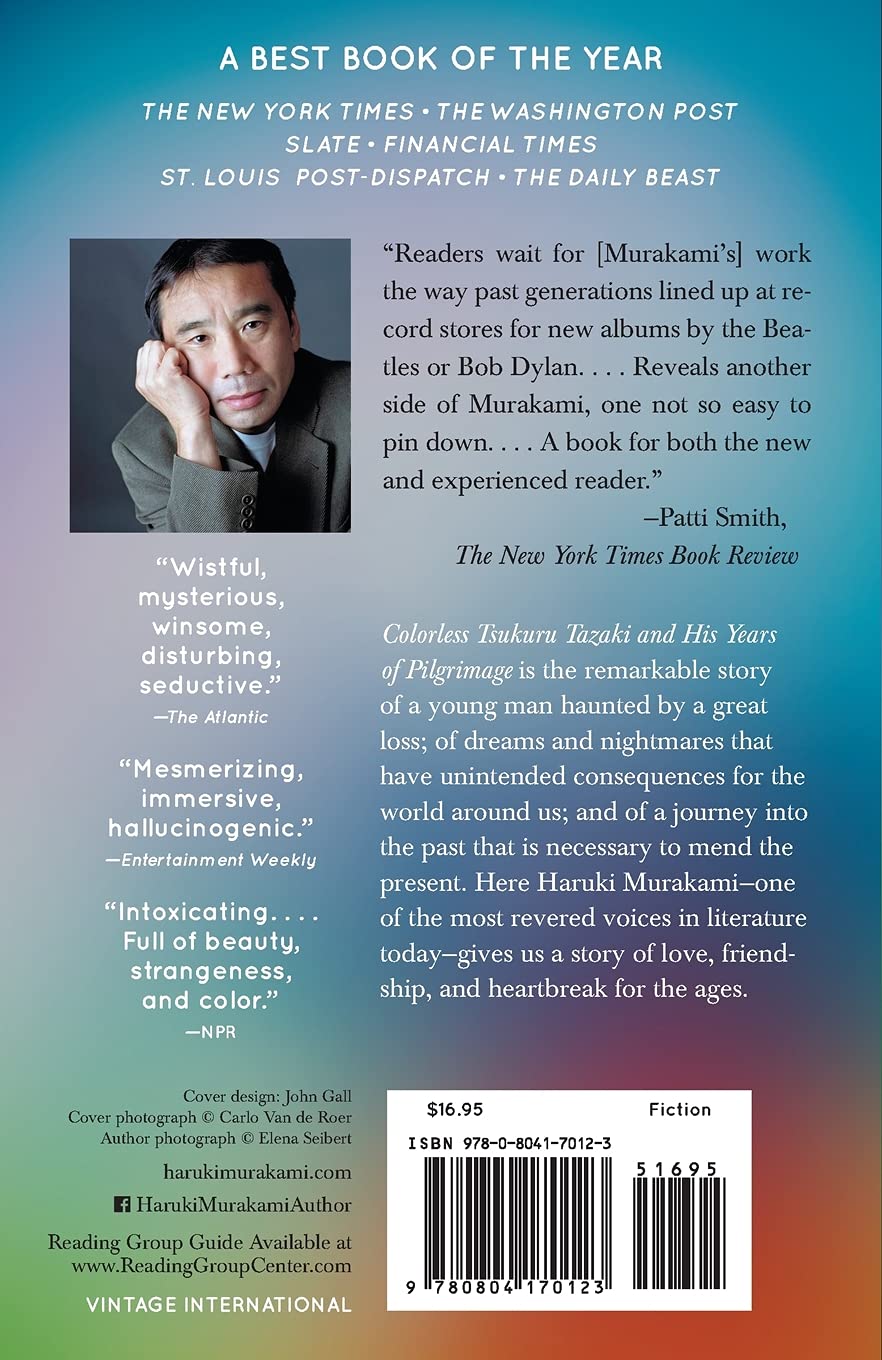 A BEST BOOK OF THE YEAR
THE NEW YORK TIMES • THE WASHINGTON POST
SLATE • FINANCIAL TIMES
ST. LOUIS POST-DISPATCH • THE DAILY BEAST
“Readers wait for [Murakami’s] work
the way past generations lined up at re-
cord stores for new albums by the Bea-
tles or Bob Dylan. . . . Reveals another
side of Murakami, one not so easy to
pin down. . . . A book for both the new
and experienced reader.”
–Patti Smith,
The New York Times Book Review
“Wistful,
mysterious,
winsome,
disturbing,
seductive.”
—The Atlantic
“Mesmerizing,
immersive,
hallucinogenic.”
—Entertainment Weekly
“Intoxicating. . . .
Full of beauty,
strangeness,
and color.”
—NPR
Colorless Tsukuru Tazaki and His Years
of Pilgrimage is the remarkable story
of a young man haunted by a great
loss; of dreams and nightmares that
have unintended consequences for the
world around us; and of a journey into
the past that is necessary to mend the
present. Here Haruki Murakami—one
of the most revered voices in literature
today—gives us a story of love, friend-
ship, and heartbreak for the ages.
Cover design: John Gall
Cover photograph © Carlo Van de Roer
Author photograph © Elena Seibert
harukimurakami.com
HarukiMurakamiAuthor
Reading Group Guide Available at
www.ReadingGroupCenter.com
VINTAGE INTERNATIONAL
$16.95 Fiction
ISBN 978-0-8041-7012-3
51695
9 780804 170123